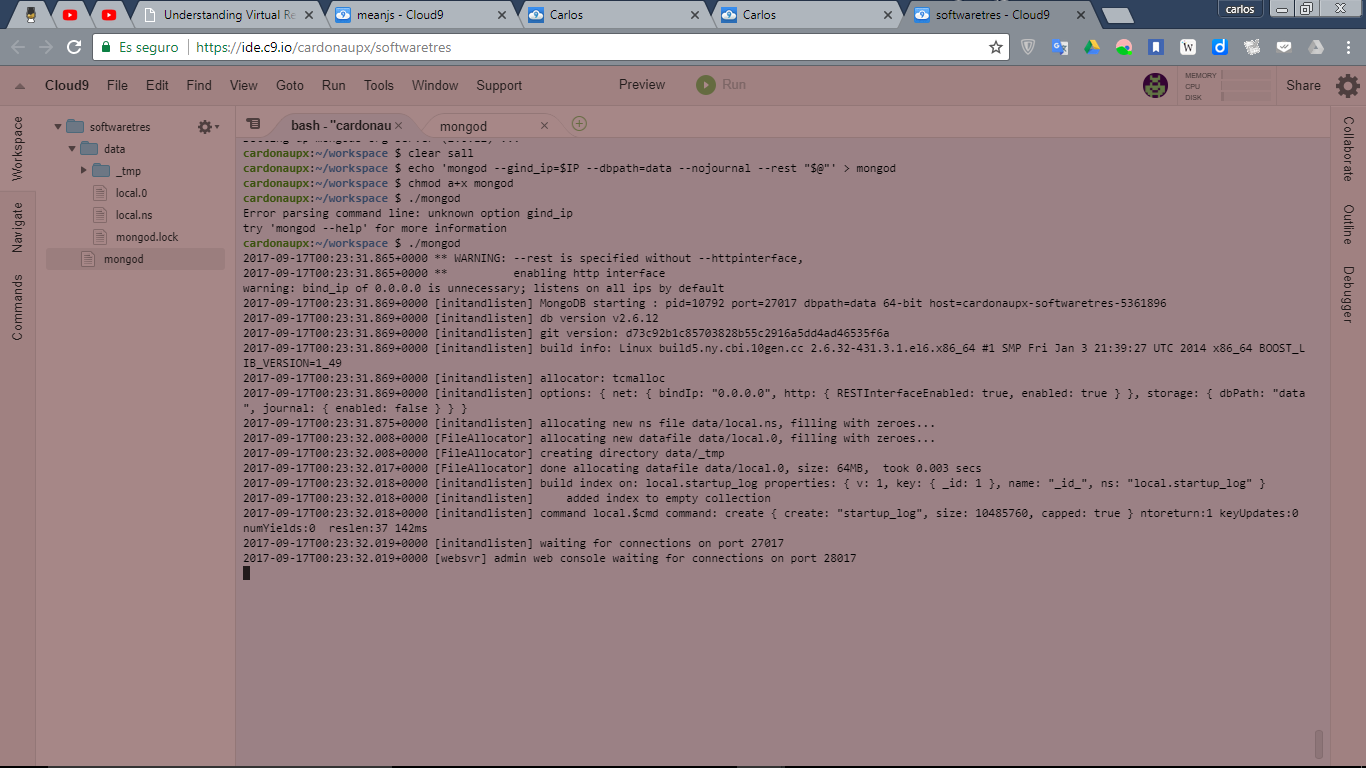 carlos
Understanding Virtual Re
meanjs - Cloud9
Carlos
Carlos
softwaretres - Cloud9
Es seguro https://ide.c9.io/cardonaupx/softwaretres
Cloud9 File Edit Find View Goto Run Tools Window Support Preview Run MEMORY CPU DISK Share
Workspace
Navigate
Commands
softwaretres
data
_tmp
local.0
local.ns
mongod.lock
mongod
bash - "cardonau
mongod
cardonaupx:~/workspace $ clear sall
cardonaupx:~/workspace $ echo 'mongod --gind_ip=$IP --dbpath=data --nojournal --rest "$@"' > mongod
cardonaupx:~/workspace $ chmod a+x mongod
cardonaupx:~/workspace $ ./mongod
Error parsing command line: unknown option gind_ip
try 'mongod --help' for more information
cardonaupx:~/workspace $ ./mongod
2017-09-17T00:23:31.865+0000 ** WARNING: --rest is specified without --httpinterface,
2017-09-17T00:23:31.865+0000 **          enabling http interface
warning: bind_ip of 0.0.0.0 is unnecessary; listens on all ips by default
2017-09-17T00:23:31.869+0000 [initandlisten] MongoDB starting : pid=10792 port=27017 dbpath=data 64-bit host=cardonaupx-softwaretres-5361896
2017-09-17T00:23:31.869+0000 [initandlisten] db version v2.6.12
2017-09-17T00:23:31.869+0000 [initandlisten] git version: d73c92b1c85703828b55c2916a5dd4ad46535f6a
2017-09-17T00:23:31.869+0000 [initandlisten] build info: Linux build5.ny.cbi.10gen.cc 2.6.32-431.3.1.el6.x86_64 #1 SMP Fri Jan 3 21:39:27 UTC 2014 x86_64 BOOST_L
IB_VERSION=1_49
2017-09-17T00:23:31.869+0000 [initandlisten] allocator: tcmalloc
2017-09-17T00:23:31.869+0000 [initandlisten] options: { net: { bindIp: "0.0.0.0", http: { RESTInterfaceEnabled: true, enabled: true } }, storage: { dbPath: "data
", journal: { enabled: false } } }
2017-09-17T00:23:31.875+0000 [initandlisten] allocating new ns file data/local.ns, filling with zeroes...
2017-09-17T00:23:32.008+0000 [FileAllocator] allocating new datafile data/local.0, filling with zeroes...
2017-09-17T00:23:32.008+0000 [FileAllocator] creating directory data/_tmp
2017-09-17T00:23:32.017+0000 [FileAllocator] done allocating datafile data/local.0, size: 64MB,  took 0.003 secs
2017-09-17T00:23:32.018+0000 [initandlisten] build index on: local.startup_log properties: { v: 1, key: { _id: 1 }, name: "_id_", ns: "local.startup_log" }
2017-09-17T00:23:32.018+0000 [initandlisten]     added index to empty collection
2017-09-17T00:23:32.018+0000 [initandlisten] command local.$cmd command: create { create: "startup_log", size: 10485760, capped: true } ntoreturn:1 keyUpdates:0
numYields:0  reslen:37 142ms
2017-09-17T00:23:32.019+0000 [initandlisten] waiting for connections on port 27017
2017-09-17T00:23:32.019+0000 [websvr] admin web console waiting for connections on port 28017
Collaborate
Outline
Debugger